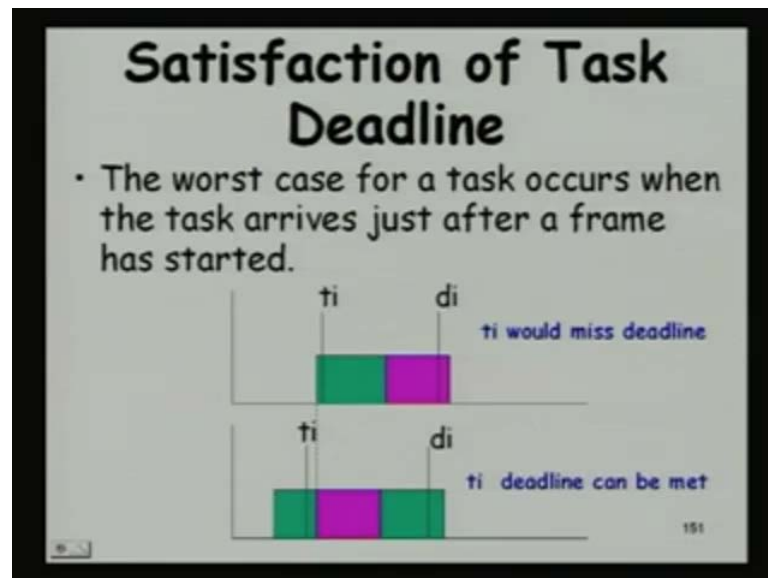 Satisfaction of Task
Deadline
• The worst case for a task occurs when
the task arrives just after a frame
has started.
ti di
ti would miss deadline
ti di
ti deadline can be met
151